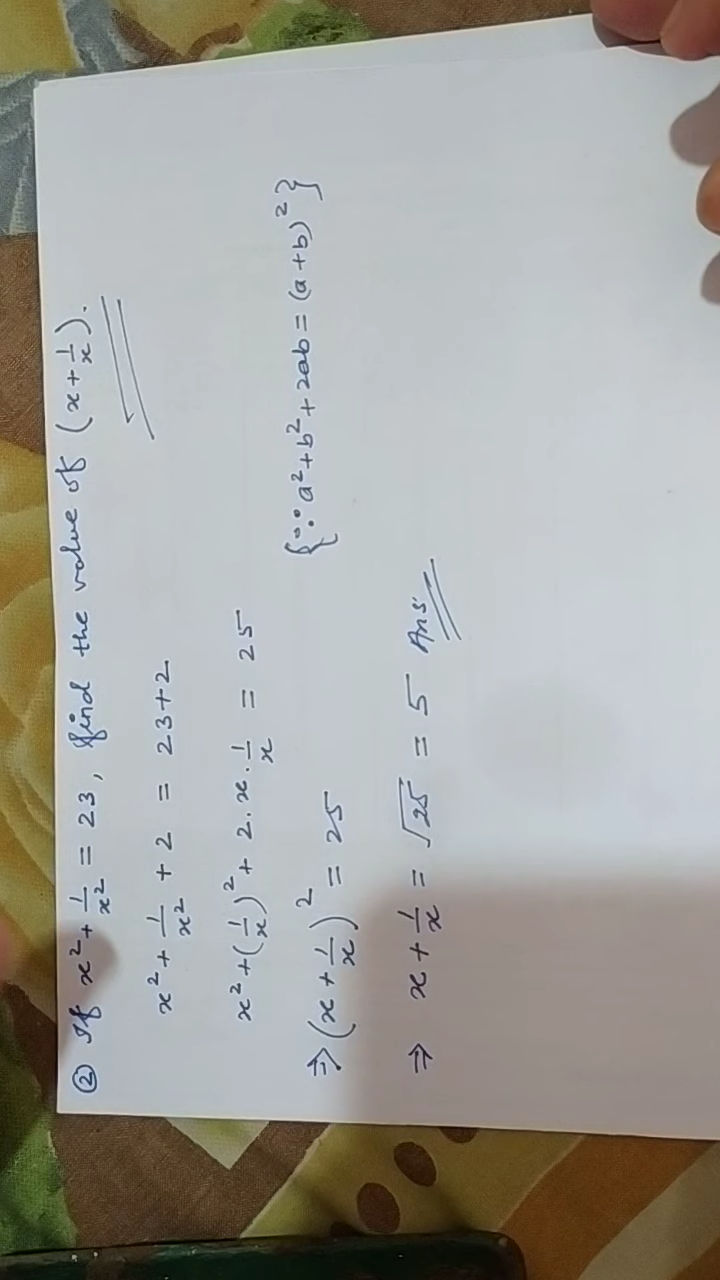 ② If x² + 1/x² = 23, find the value of (x + 1/x).
x² + 1/x² + 2 = 23+2
x² + (1/x)² + 2.x.1/x = 25
⇒ (x + 1/x)² = 25 {∵ a² + b² + 2ab = (a + b)²}
⇒ x + 1/x = √25 = 5 Ans